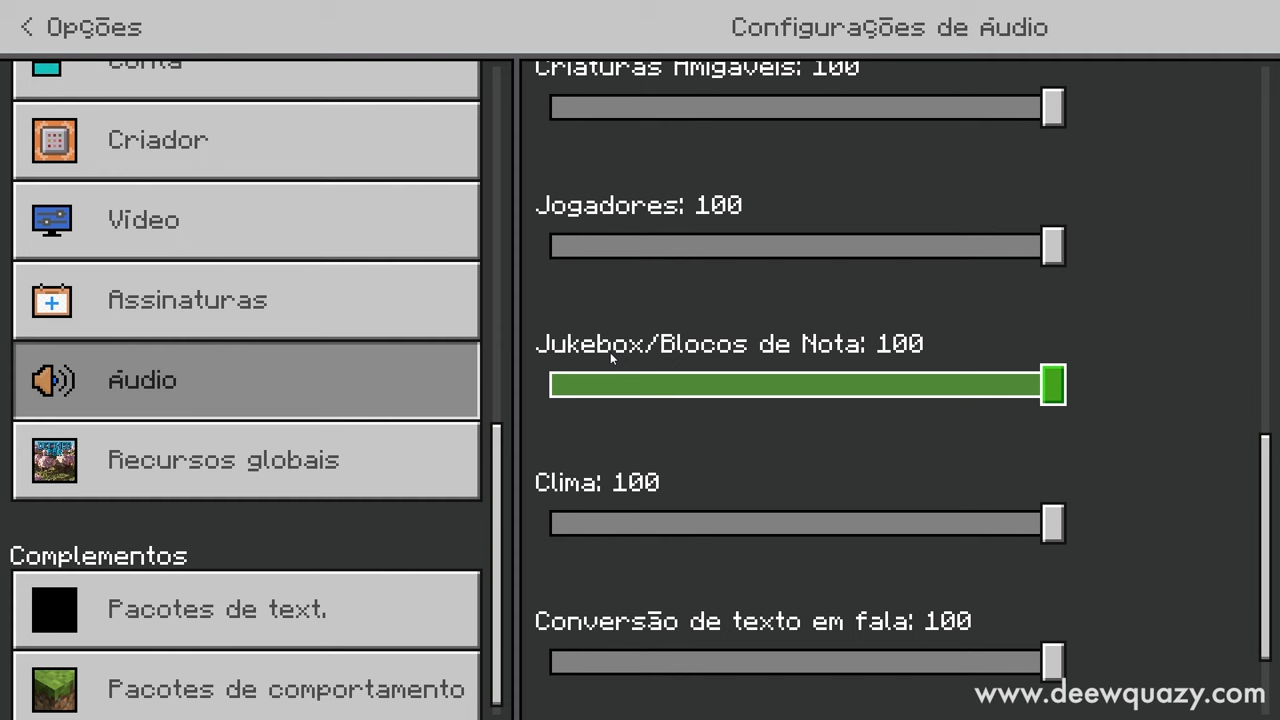 Opções
Configurações de Áudio
Conta
Criador
Vídeo
Assinaturas
Áudio
Recursos globais
Complementos
Pacotes de text.
Pacotes de comportamento
Criaturas Amigáveis: 100
Jogadores: 100
Jukebox/Blocos de Nota: 100
Clima: 100
Conversão de texto em fala: 100
www.deewquazy.com